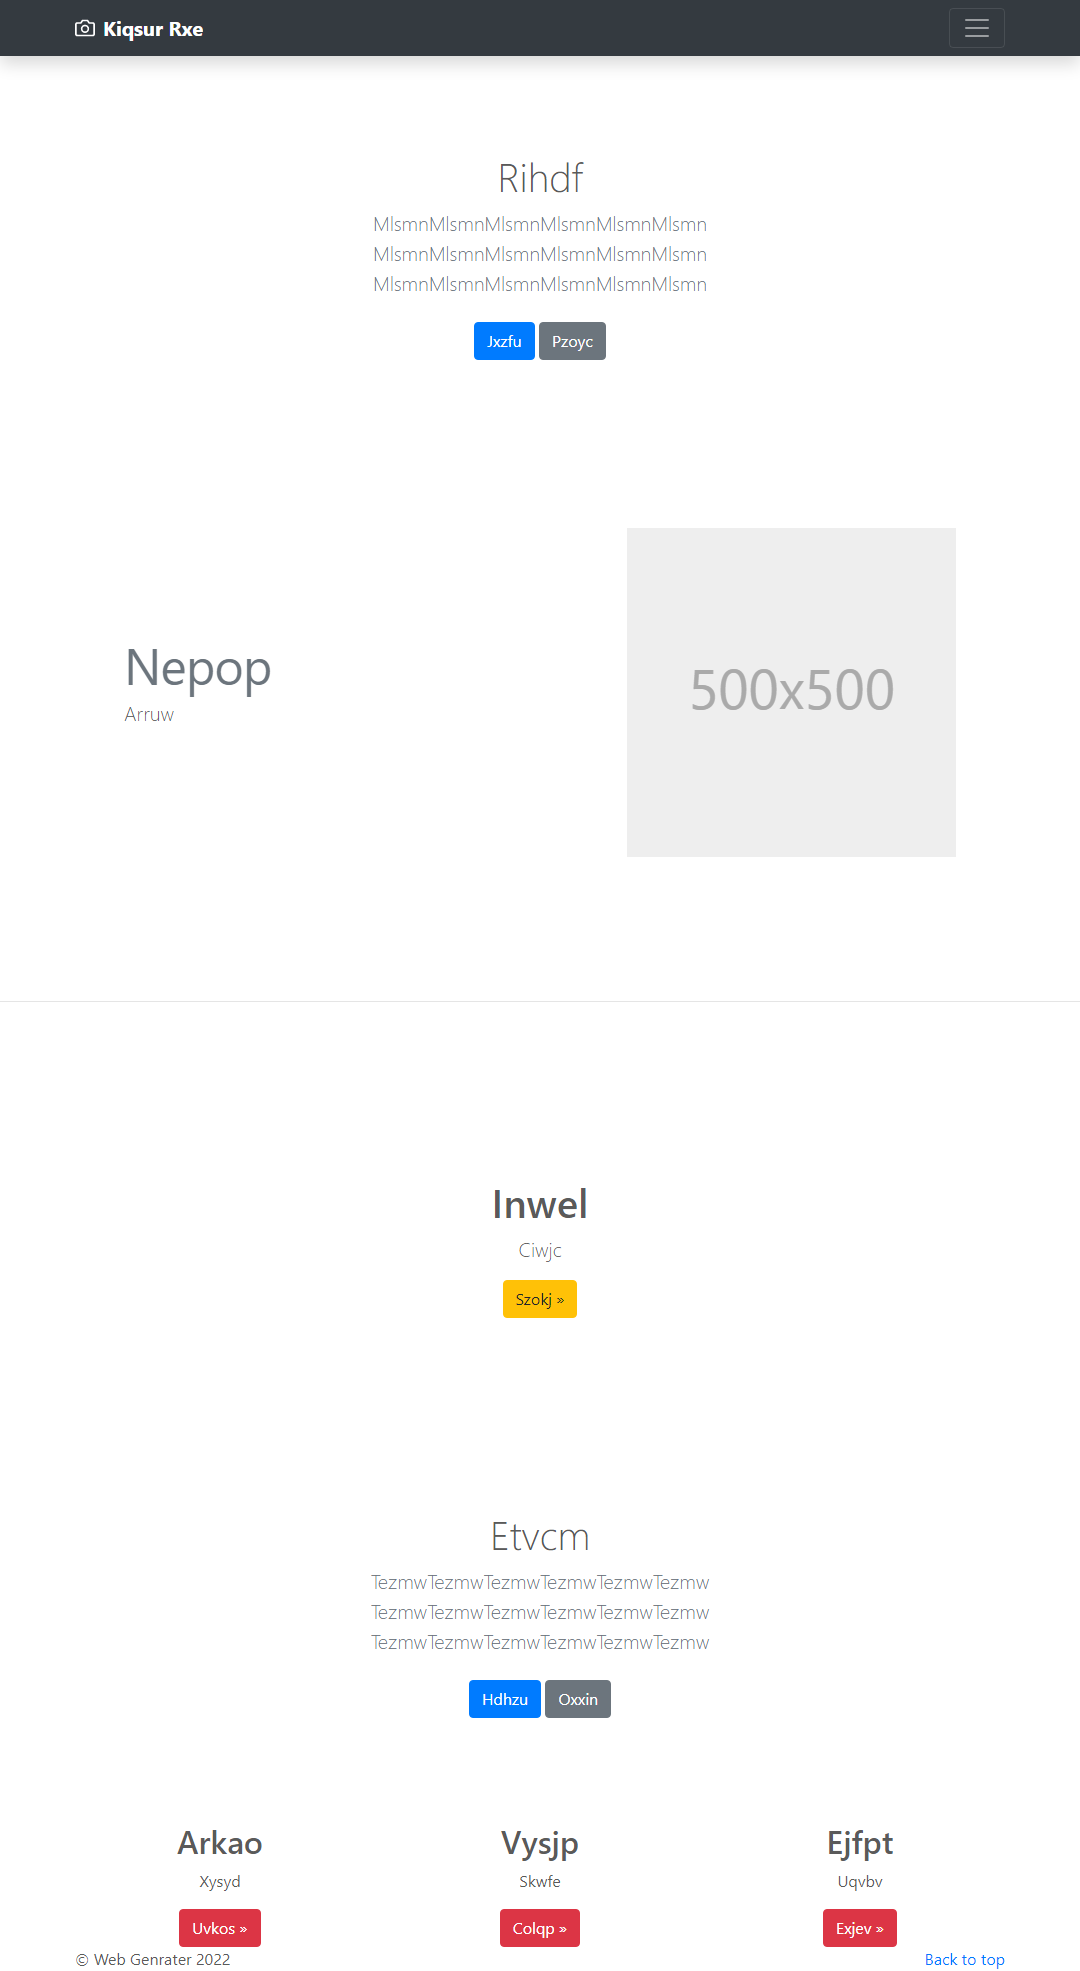 Kiqsur Rxe
Rihdf
MlsmnMlsmnMlsmnMlsmnMlsmnMlsmn
MlsmnMlsmnMlsmnMlsmnMlsmnMlsmn
MlsmnMlsmnMlsmnMlsmnMlsmnMlsmn
Jxzfu Pzoyc
500x500
Nepop
Arruw
Inwel
Ciwjc
Szokj »
Etvcm
TezmwTezmwTezmwTezmwTezmwTezmw
TezmwTezmwTezmwTezmwTezmwTezmw
TezmwTezmwTezmwTezmwTezmwTezmw
Hdhzu Oxxin
Arkao Vysjp Ejfpt
Xysyd Skwfe Uqvbv
Uvkos » Colqp » Exjev »
© Web Genrater 2022 Back to top